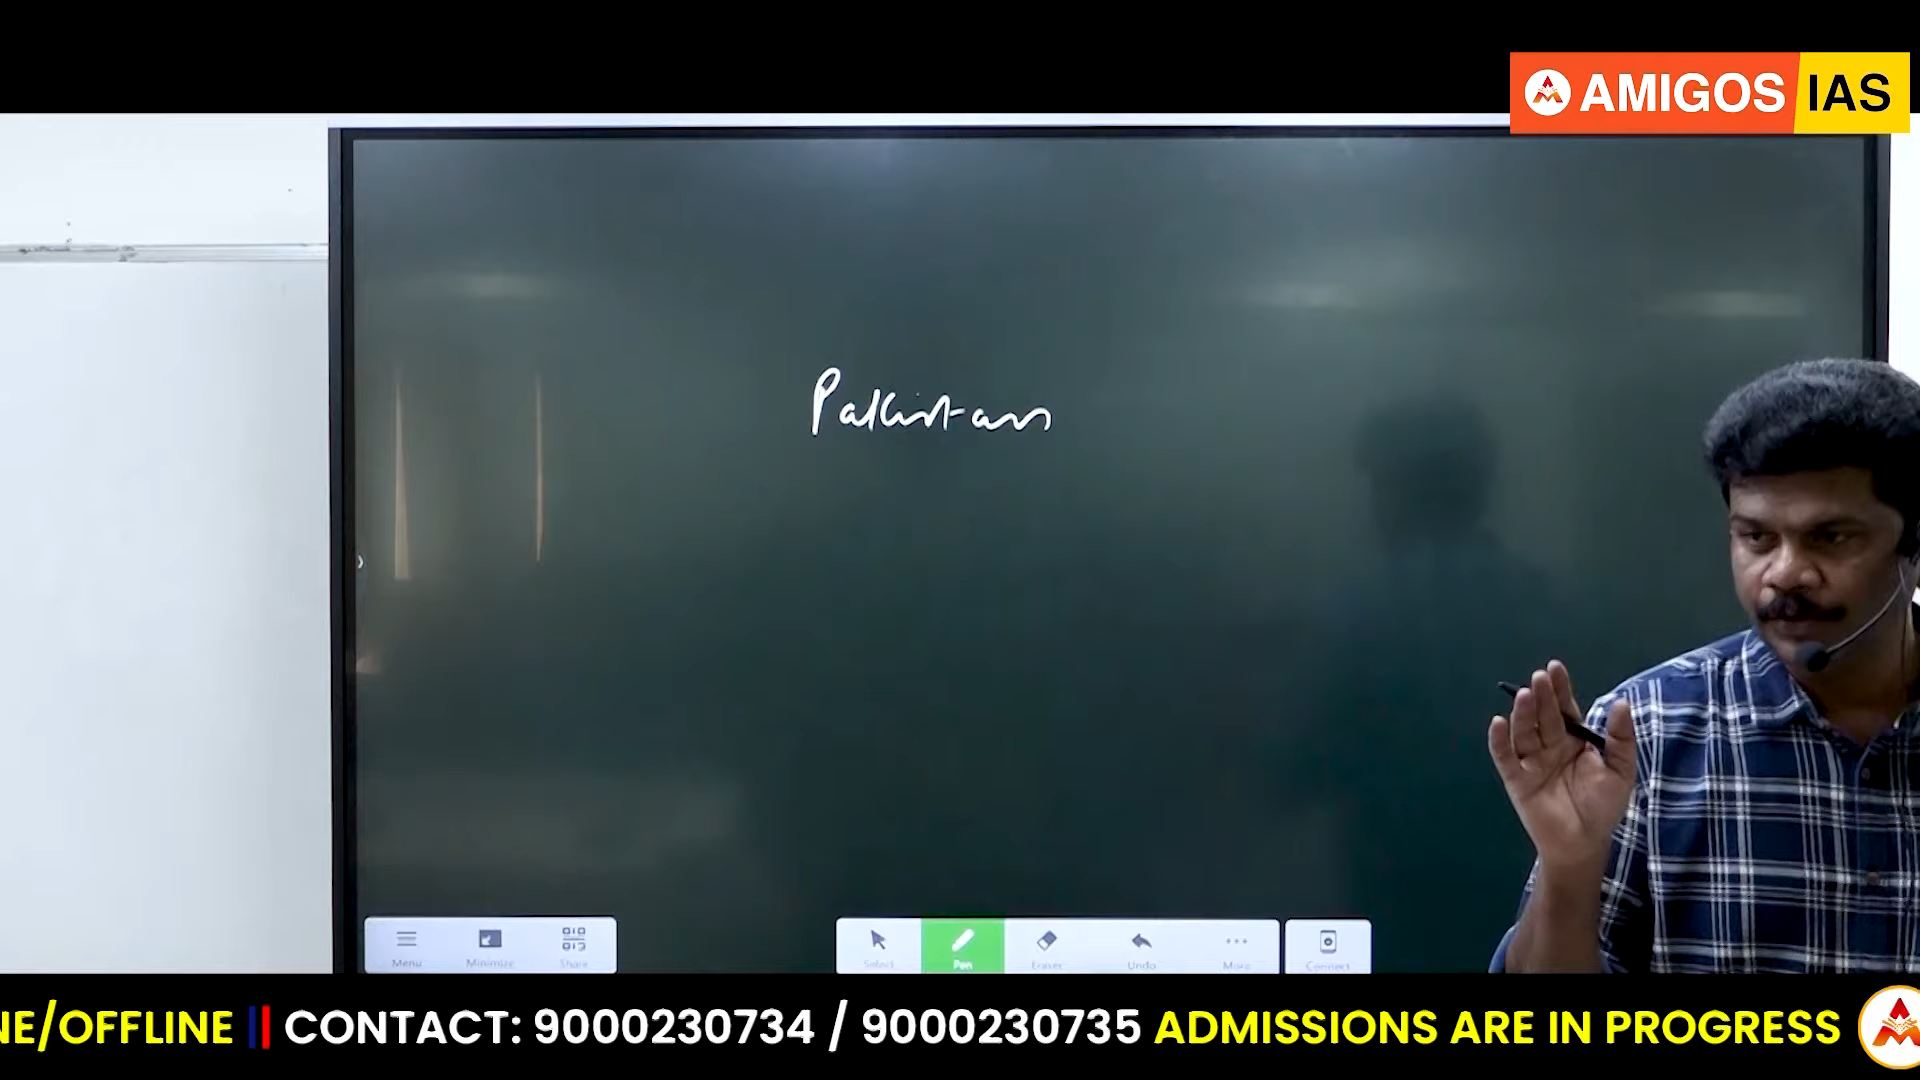 AMIGOS IAS
Pakistan
Menu Minimize Share Select Pen Eraser Undo More Connect
NE/OFFLINE || CONTACT: 9000230734 / 9000230735 ADMISSIONS ARE IN PROGRESS